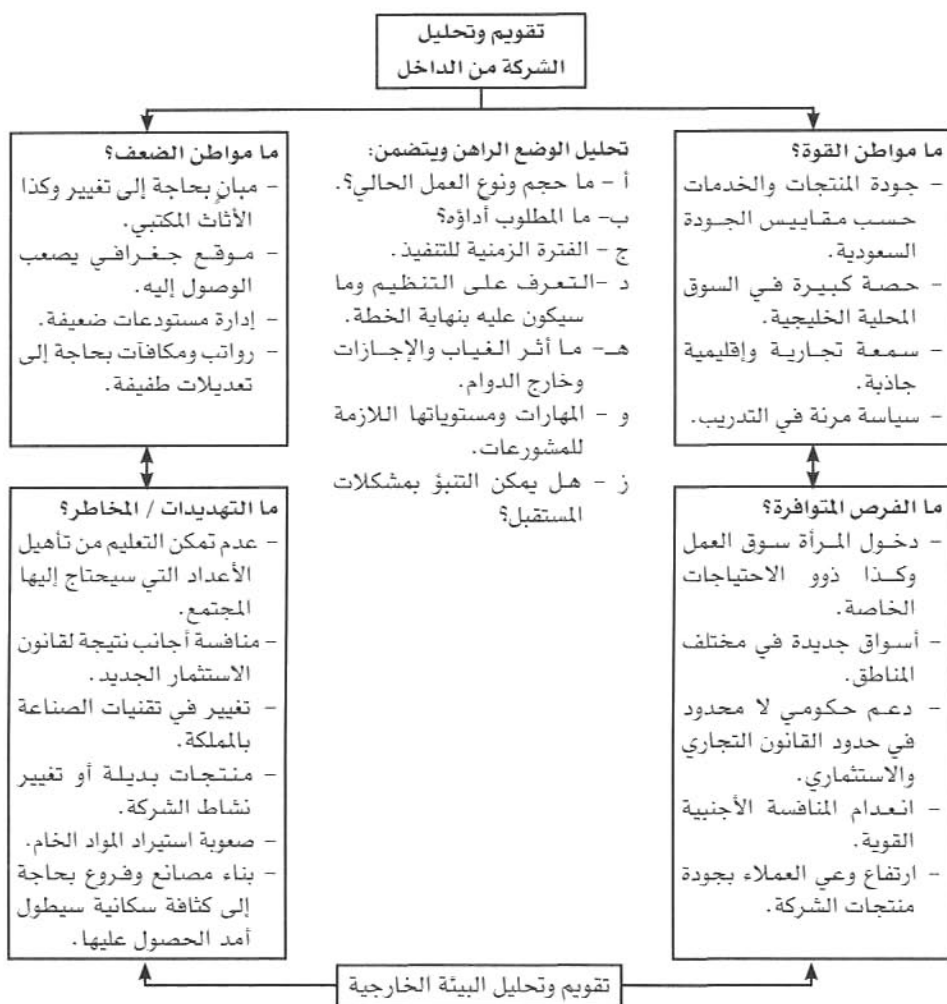 تقويم وتحليل
الشركة من الداخل
ما مواطن القوة؟
- جودة المنتجات والخدمات
حسب مقاييس الجودة
السعودية.
- حصة كبيرة في السوق
المحلية الخليجية.
- سمعة تجارية وإقليمية
جاذبة.
- سياسة مرنة في التدريب.
تحليل الوضع الراهن ويتضمن:
أ - ما حجم ونوع العمل الحالي؟.
ب- ما المطلوب أداؤه؟
ج - الفترة الزمنية للتنفيذ.
د -التعرف على التنظيم وما
سيكون عليه بنهاية الخطة.
هـ- ما أثر الغياب والإجازات
وخارج الدوام.
و - المهارات ومستوياتها اللازمة
للمشورعات.
ز - هل يمكن التنبؤ بمشكلات
المستقبل؟
ما مواطن الضعف؟
- مبانٍ بحاجة إلى تغيير وكذا
الأثاث المكتبي.
- موقع جغرافي يصعب
الوصول إليه.
- إدارة مستودعات ضعيفة.
- رواتب ومكافآت بحاجة إلى
تعديلات طفيفة.
ما الفرص المتوافرة؟
- دخول المرأة سوق العمل
وكذا ذوو الاحتياجات
الخاصة.
- أسواق جديدة في مختلف
المناطق.
- دعم حكومي لا محدود
في حدود القانون التجاري
والاستثماري.
- انعدام المنافسة الأجنبية
القوية.
- ارتفاع وعي العملاء بجودة
منتجات الشركة.
ما التهديدات / المخاطر؟
- عدم تمكن التعليم من تأهيل
الأعداد التي سيحتاج إليها
المجتمع.
- منافسة أجانب نتيجة لقانون
الاستثمار الجديد.
- تغيير في تقنيات الصناعة
بالمملكة.
- منتجات بديلة أو تغيير
نشاط الشركة.
- صعوبة استيراد المواد الخام.
- بناء مصانع وفروع بحاجة
إلى كثافة سكانية سيطول
أمد الحصول عليها.
تقويم وتحليل البيئة الخارجية